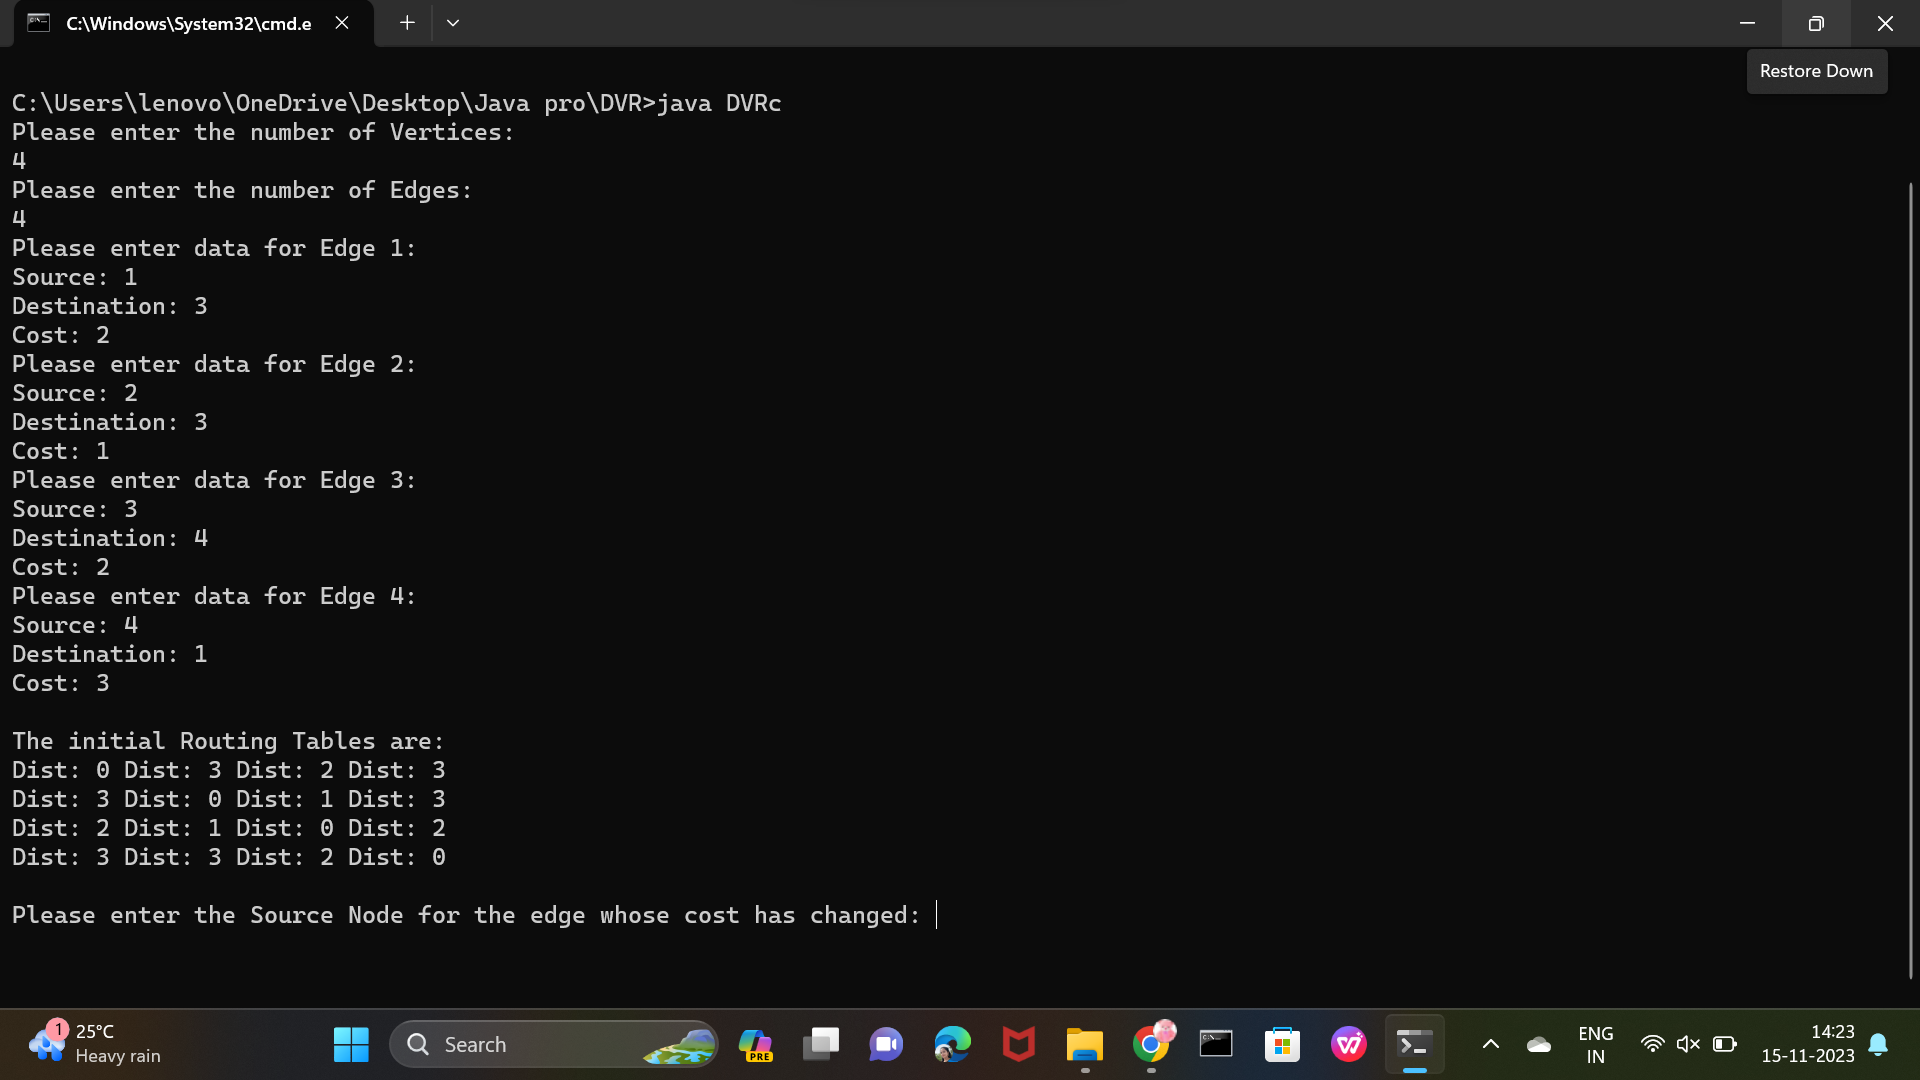 C:\Windows\System32\cmd.e
Restore Down
C:\Users\lenovo\OneDrive\Desktop\Java pro\DVR>java DVRc
Please enter the number of Vertices:
4
Please enter the number of Edges:
4
Please enter data for Edge 1:
Source: 1
Destination: 3
Cost: 2
Please enter data for Edge 2:
Source: 2
Destination: 3
Cost: 1
Please enter data for Edge 3:
Source: 3
Destination: 4
Cost: 2
Please enter data for Edge 4:
Source: 4
Destination: 1
Cost: 3
The initial Routing Tables are:
Dist: 0 Dist: 3 Dist: 2 Dist: 3
Dist: 3 Dist: 0 Dist: 1 Dist: 3
Dist: 2 Dist: 1 Dist: 0 Dist: 2
Dist: 3 Dist: 3 Dist: 2 Dist: 0
Please enter the Source Node for the edge whose cost has changed:
1
25°C
Heavy rain
Search
PRE
ENG
IN
14:23
15-11-2023